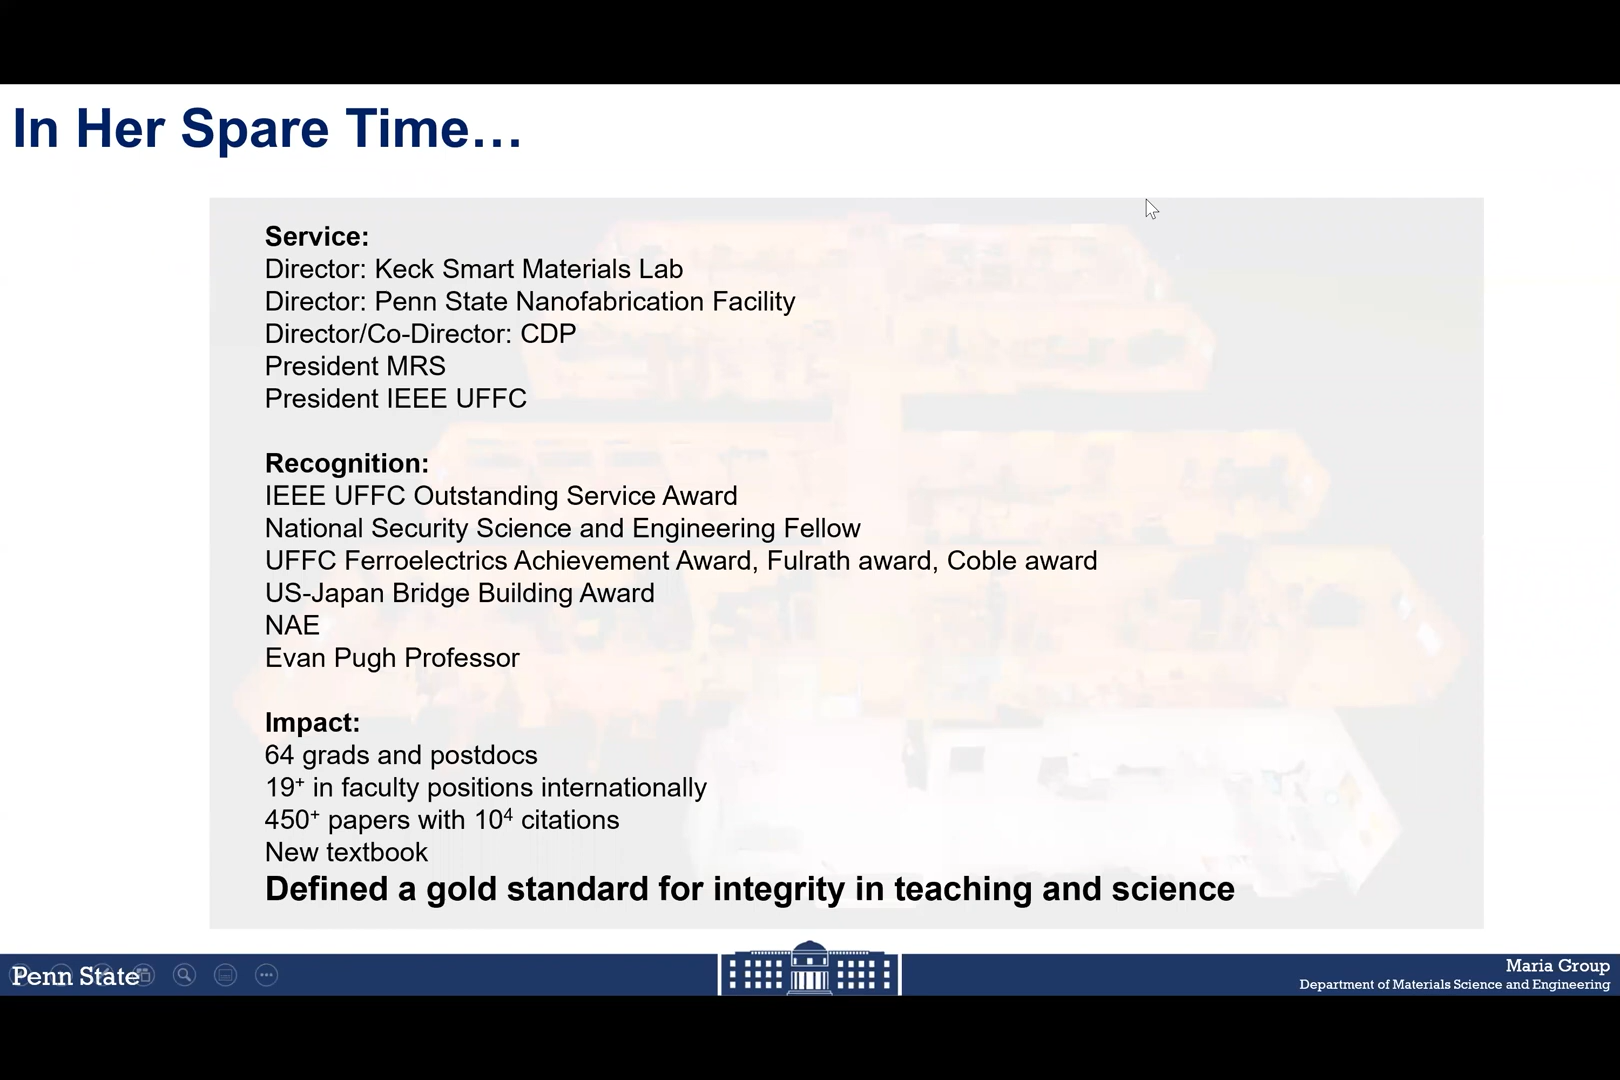 In Her Spare Time…
Service:
Director: Keck Smart Materials Lab
Director: Penn State Nanofabrication Facility
Director/Co-Director: CDP
President MRS
President IEEE UFFC
Recognition:
IEEE UFFC Outstanding Service Award
National Security Science and Engineering Fellow
UFFC Ferroelectrics Achievement Award, Fulrath award, Coble award
US-Japan Bridge Building Award
NAE
Evan Pugh Professor
Impact:
64 grads and postdocs
19⁺ in faculty positions internationally
450⁺ papers with 10⁴ citations
New textbook
Defined a gold standard for integrity in teaching and science
Penn State
Maria Group
Department of Materials Science and Engineering